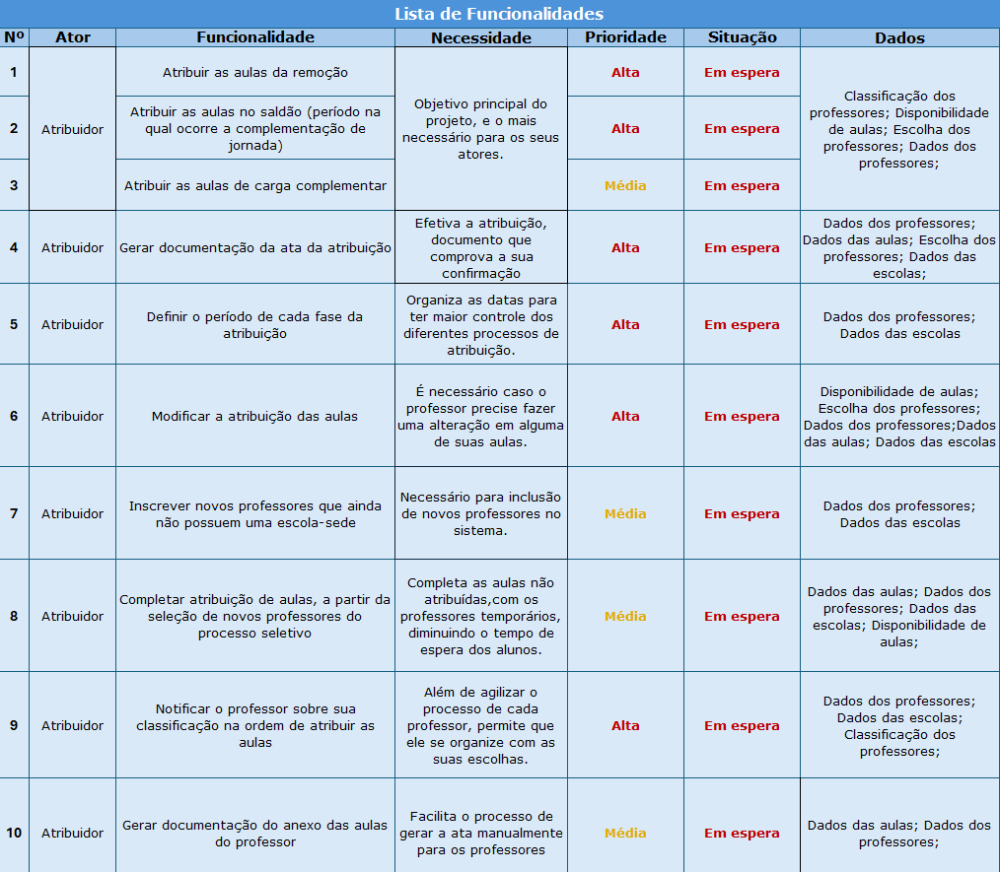 Lista de Funcionalidades
Nº Ator Funcionalidade Necessidade Prioridade Situação Dados
1
Atribuir as aulas da remoção
Alta
Em espera
2
Atribuidor
Atribuir as aulas no saldão (período na
qual ocorre a complementação de
jornada)
Objetivo principal do
projeto, e o mais
necessário para os seus
atores.
Alta
Em espera
Classificação dos
professores; Disponibilidade
de aulas; Escolha dos
professores; Dados dos
professores;
3
Atribuir as aulas de carga complementar
Média
Em espera
4
Atribuidor
Gerar documentação da ata da atribuição
Efetiva a atribuição,
documento que
comprova a sua
confirmação
Alta
Em espera
Dados dos professores;
Dados das aulas; Escolha dos
professores; Dados das
escolas;
5
Atribuidor
Definir o período de cada fase da
atribuição
Organiza as datas para
ter maior controle dos
diferentes processos de
atribuição.
Alta
Em espera
Dados dos professores;
Dados das escolas
6
Atribuidor
Modificar a atribuição das aulas
É necessário caso o
professor precise fazer
uma alteração em alguma
de suas aulas.
Alta
Em espera
Disponibilidade de aulas;
Escolha dos professores;
Dados dos professores;Dados
das aulas; Dados das escolas
7
Atribuidor
Inscrever novos professores que ainda
não possuem uma escola-sede
Necessário para inclusão
de novos professores no
sistema.
Média
Em espera
Dados dos professores;
Dados das escolas
8
Atribuidor
Completar atribuição de aulas, a partir da
seleção de novos professores do
processo seletivo
Completa as aulas não
atribuídas,com os
professores temporários,
diminuindo o tempo de
espera dos alunos.
Média
Em espera
Dados das aulas; Dados dos
professores; Dados das
escolas; Disponibilidade de
aulas;
9
Atribuidor
Notificar o professor sobre sua
classificação na ordem de atribuir as
aulas
Além de agilizar o
processo de cada
professor, permite que
ele se organize com as
suas escolhas.
Alta
Em espera
Dados dos professores;
Dados das escolas;
Classificação dos
professores;
10
Atribuidor
Gerar documentação do anexo das aulas
do professor
Facilita o processo de
gerar a ata manualmente
para os professores
Média
Em espera
Dados das aulas; Dados dos
professores;